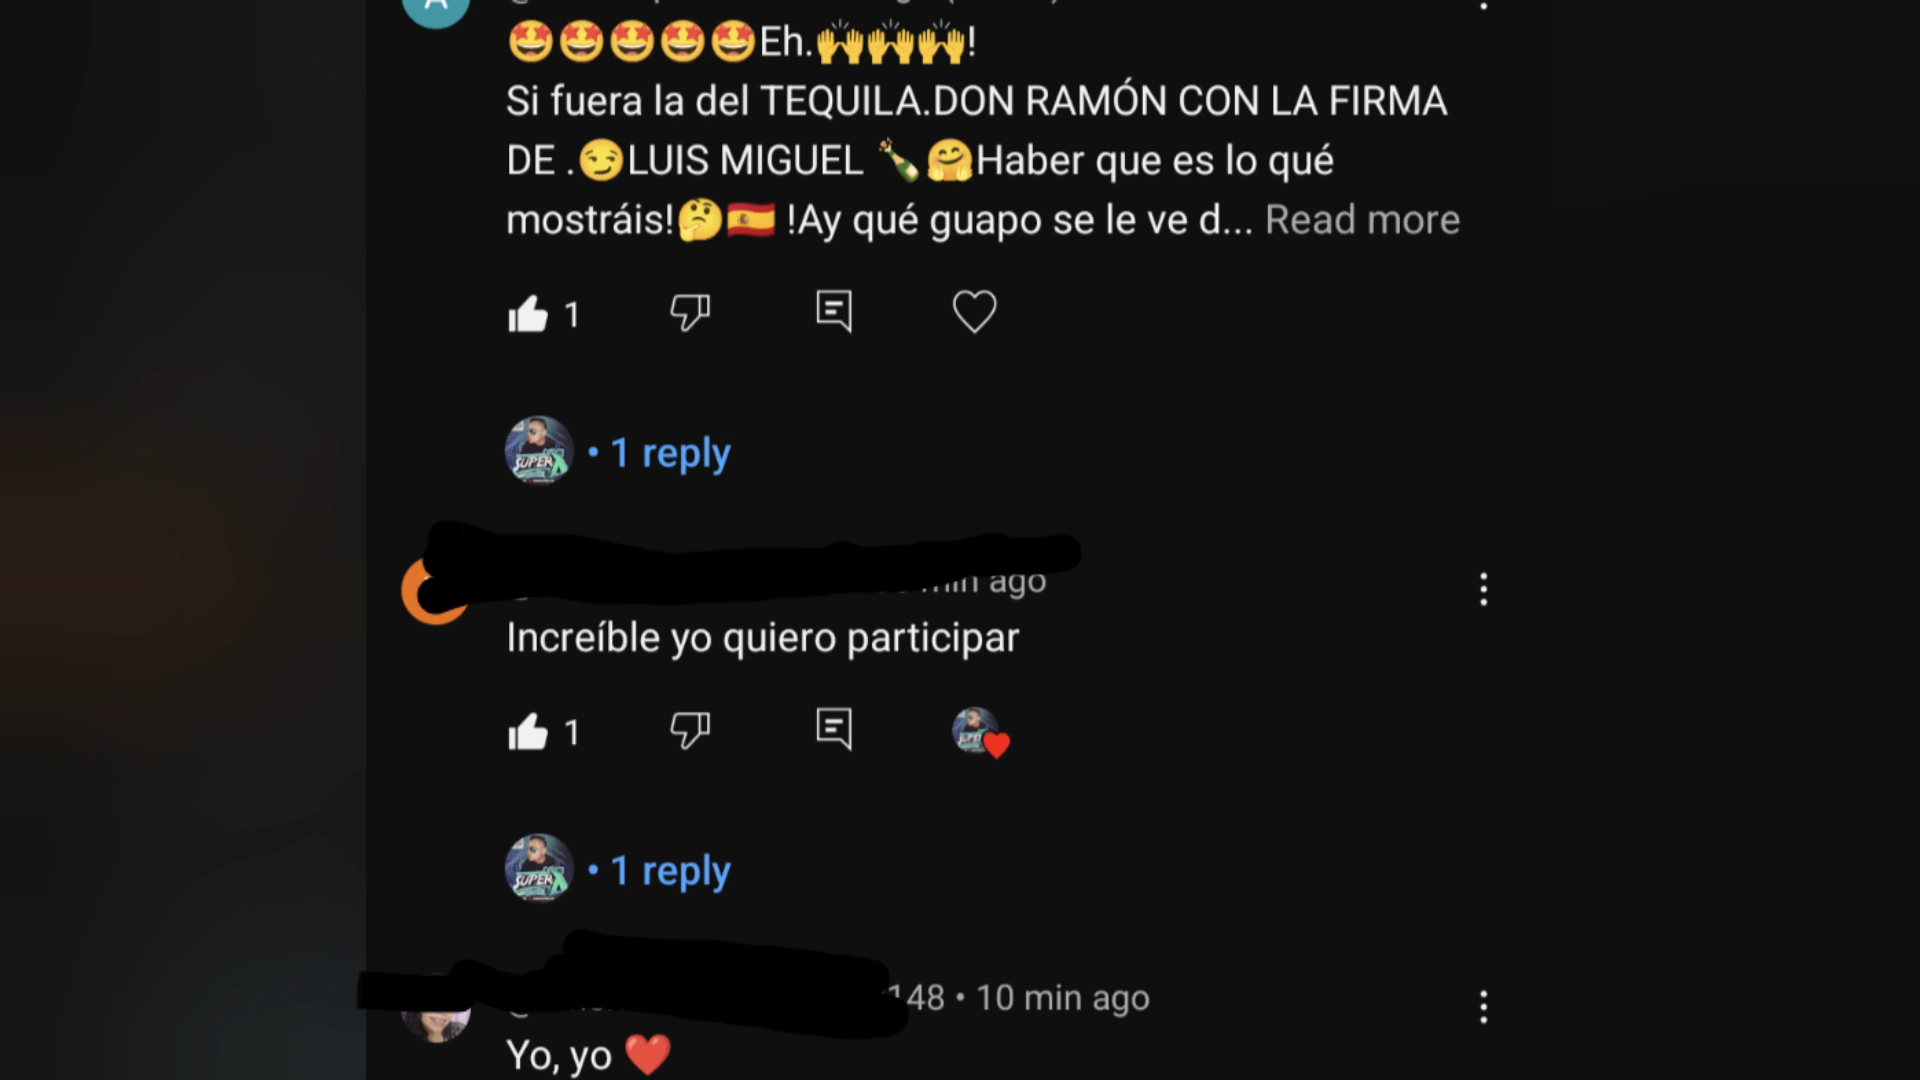 🤩🤩🤩🤩🤩Eh.🙌🙌🙌!
Si fuera la del TEQUILA.DON RAMÓN CON LA FIRMA
DE .😏LUIS MIGUEL 🍾🤗Haber que es lo qué
mostráis!🤔🇪🇸 !Ay qué guapo se le ve d... Read more
1
SUPER X
• 1 reply
min ago
Increíble yo quiero participar
1
SUPER X
• 1 reply
148 • 10 min ago
Yo, yo ❤️